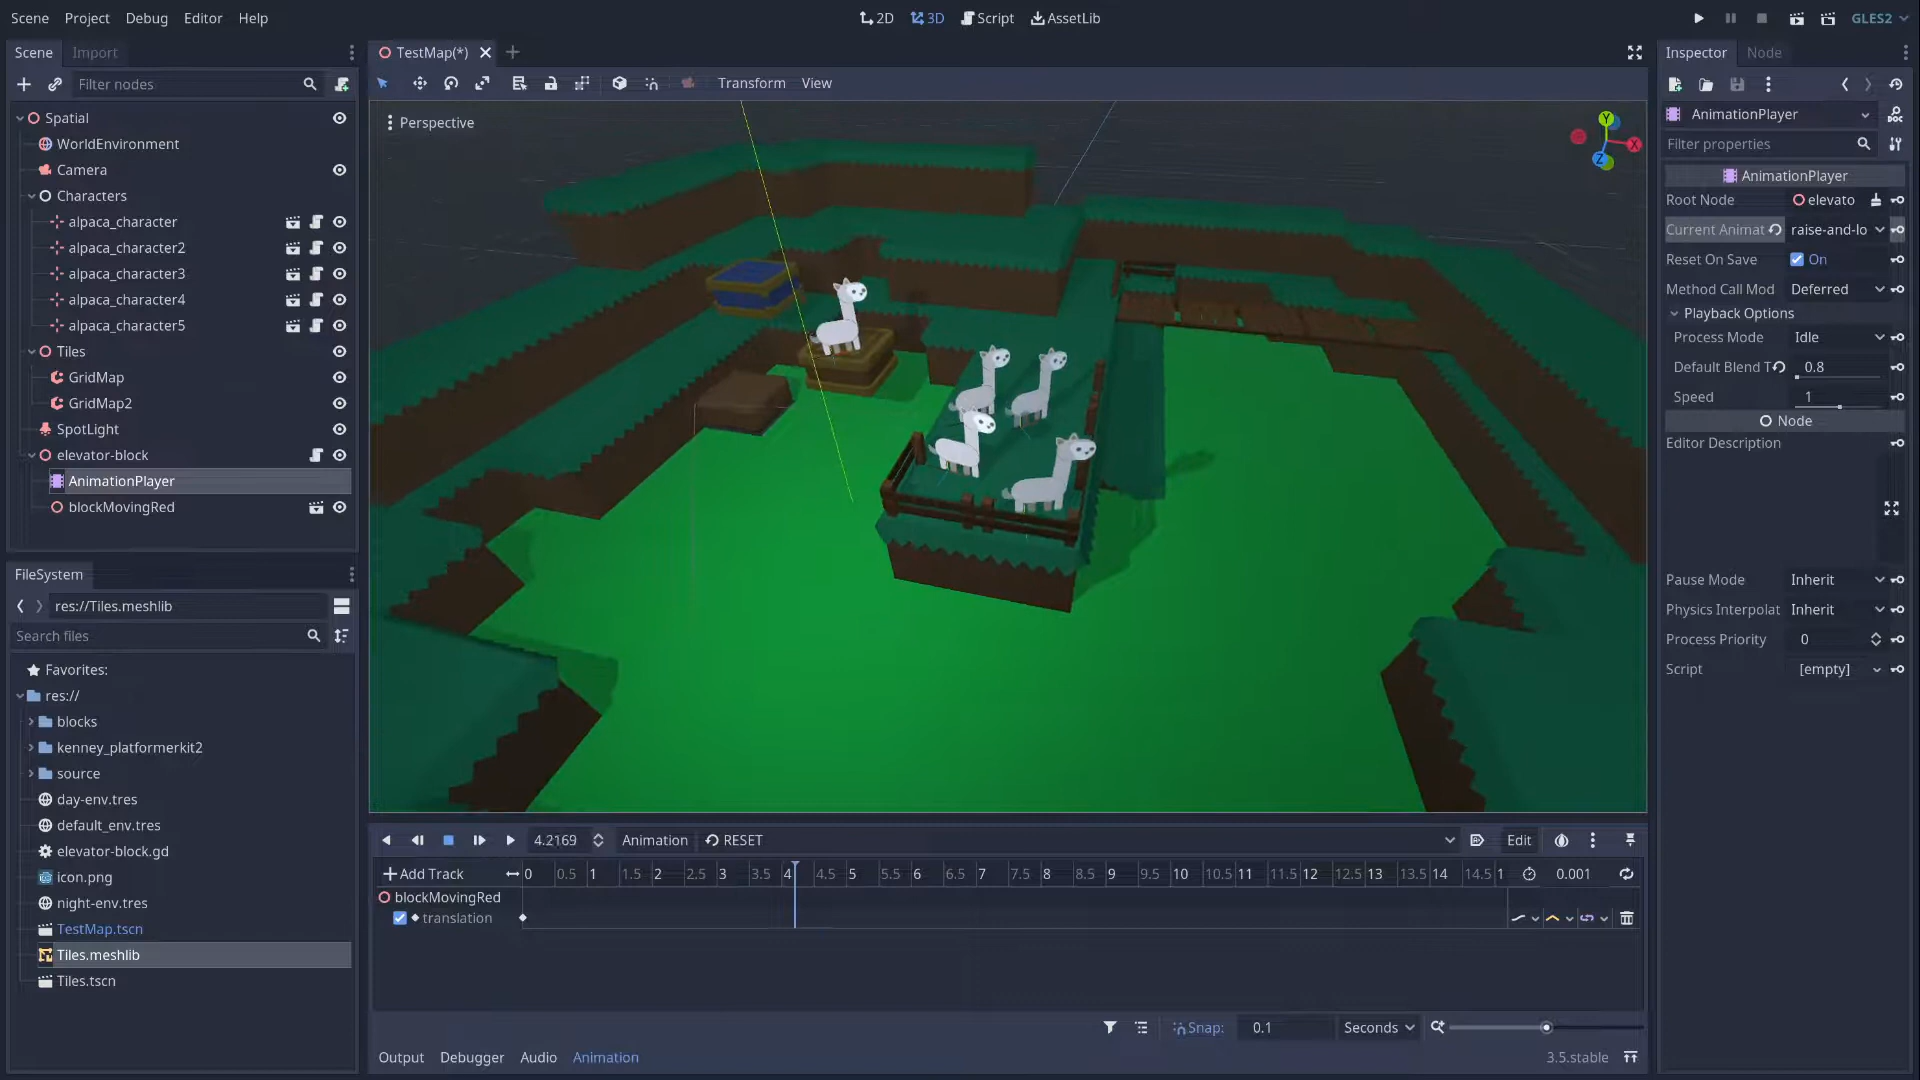 Scene Project Debug Editor Help
2D 3D Script AssetLib
GLES2
Scene Import
Filter nodes
Spatial
WorldEnvironment
Camera
Characters
alpaca_character
alpaca_character2
alpaca_character3
alpaca_character4
alpaca_character5
Tiles
GridMap
GridMap2
SpotLight
elevator-block
AnimationPlayer
blockMovingRed
FileSystem
res://Tiles.meshlib
Search files
Favorites:
res://
blocks
kenney_platformerkit2
source
day-env.tres
default_env.tres
elevator-block.gd
icon.png
night-env.tres
TestMap.tscn
Tiles.meshlib
Tiles.tscn
TestMap(*)
Transform View
Perspective
Y
X
Z
4.2169 Animation RESET Edit
Add Track 0 0.5 1 1.5 2 2.5 3 3.5 4 4.5 5 5.5 6 6.5 7 7.5 8 8.5 9 9.5 10 10.5 11 11.5 12 12.5 13 13.5 14 14.5 1 0.001
blockMovingRed
translation
Snap: 0.1 Seconds
Output Debugger Audio Animation 3.5.stable
Inspector Node
AnimationPlayer
Filter properties
AnimationPlayer
Root Node elevato
Current Animat raise-and-lo
Reset On Save On
Method Call Mod Deferred
Playback Options
Process Mode Idle
Default Blend T 0.8
Speed 1
Node
Editor Description
Pause Mode Inherit
Physics Interpolat Inherit
Process Priority 0
Script [empty]